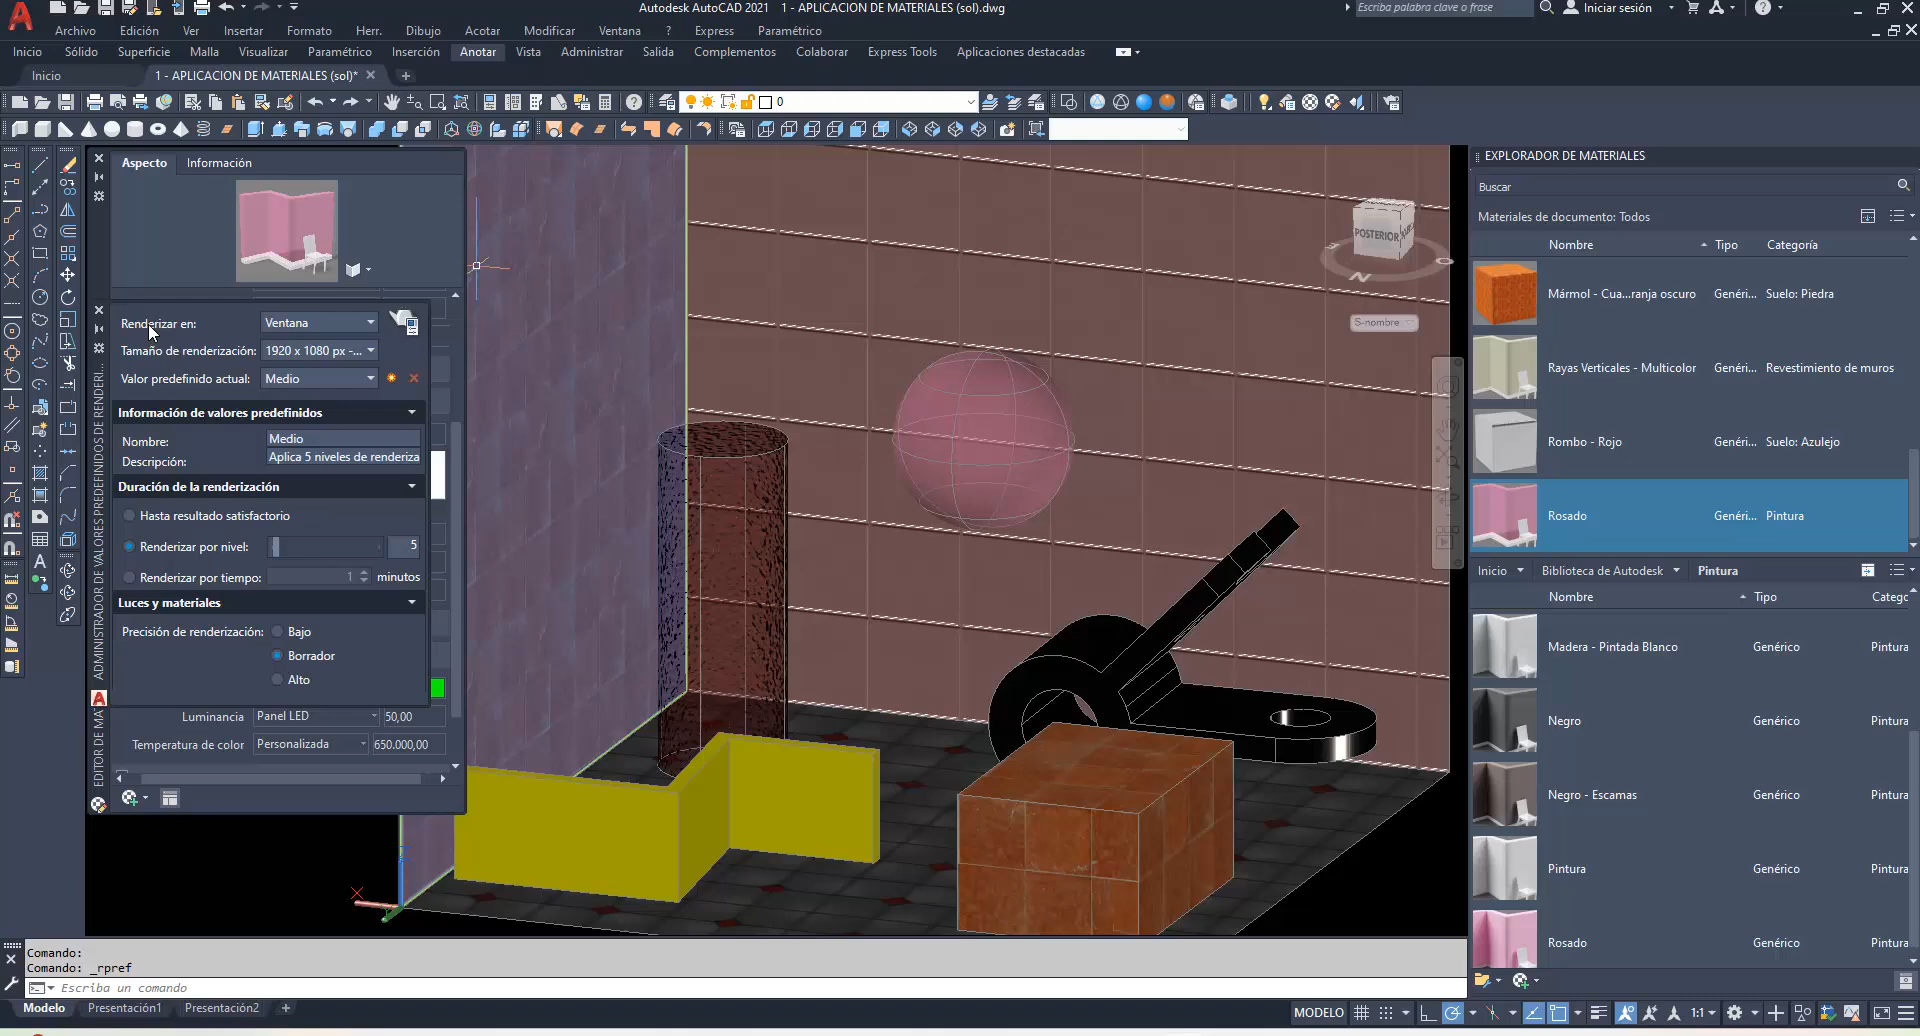 Autodesk AutoCAD 2021    1 - APLICACION DE MATERIALES (sol).dwg
Escriba palabra clave o frase
Iniciar sesión
Archivo Edición Ver Insertar Formato Herr. Dibujo Acotar Modificar Ventana ? Express Paramétrico
Inicio Sólido Superficie Malla Visualizar Paramétrico Inserción Anotar Vista Salida Administrar Complementos Colaborar Express Tools Aplicaciones destacadas
Inicio
1 - APLICACION DE MATERIALES (sol)*
0
Aspecto Información
Renderizar en: Ventana
Tamaño de renderización: 1920 x 1080 px -...
Valor predefinido actual: Medio
Información de valores predefinidos
Nombre: Medio
Descripción: Aplica 5 niveles de renderiza
Duración de la renderización
Hasta resultado satisfactorio
Renderizar por nivel: 5
Renderizar por tiempo: 1 minutos
Luces y materiales
Precisión de renderización: Bajo
Borrador
Alto
Luminancia Panel LED 50,00
Temperatura de color Personalizada 650.000,00
ADMINISTRADOR DE VALORES PREDEFINIDOS DE RENDERI...
EDITOR DE MAT
POSTERIOR
N
S-nombre
EXPLORADOR DE MATERIALES
Buscar
Materiales de documento: Todos
Nombre Tipo Categoría
Mármol - Cua...ranja oscuro Genéri... Suelo: Piedra
Rayas Verticales - Multicolor Genéri... Revestimiento de muros
Rombo - Rojo Genéri... Suelo: Azulejo
Rosado Genéri... Pintura
Inicio Biblioteca de Autodesk Pintura
Nombre Tipo Catego
Madera - Pintada Blanco Genérico Pintura
Negro Genérico Pintura
Negro - Escamas Genérico Pintura
Pintura Genérico Pintura
Rosado Genérico Pintura
Comando:
Comando: _rpref
Escriba un comando
Modelo Presentación1 Presentación2 +
MODELO
1:1